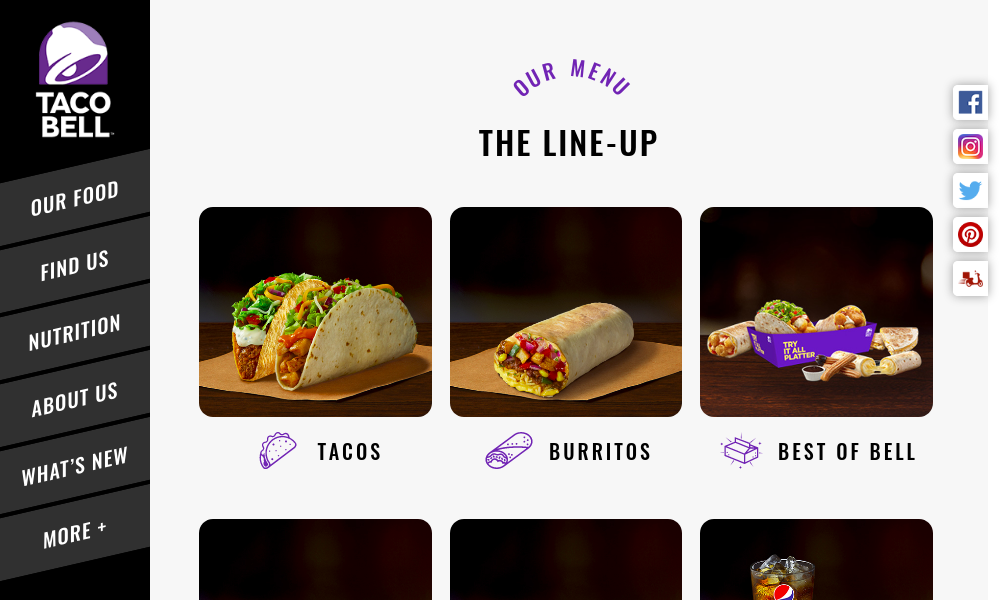 TACO
BELL
OUR FOOD
FIND US
NUTRITION
ABOUT US
WHAT'S NEW
MORE +
OUR MENU
THE LINE-UP
TRY
IT ALL
PLATTER
TACOS
BURRITOS
BEST OF BELL